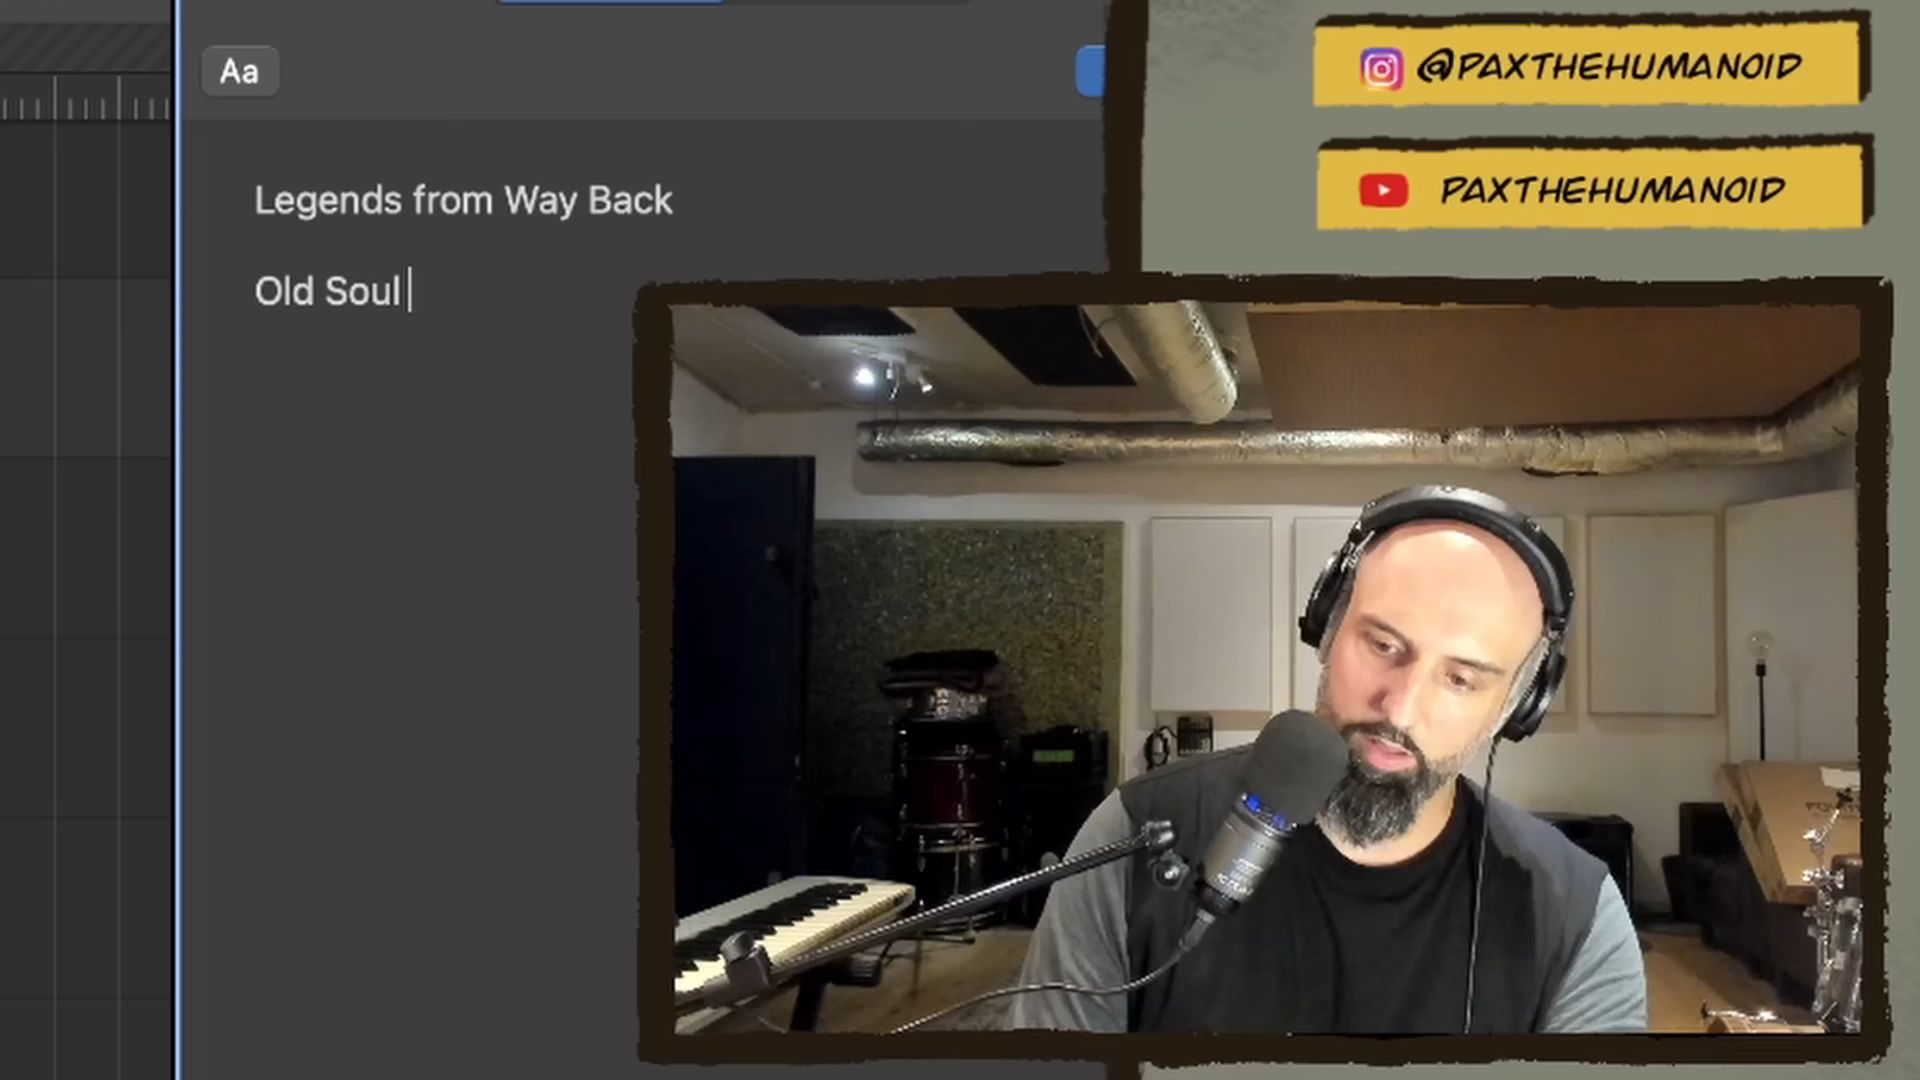 Aa
@PAXTHEHUMANOID
PAXTHEHUMANOID
Legends from Way Back
Old Soul